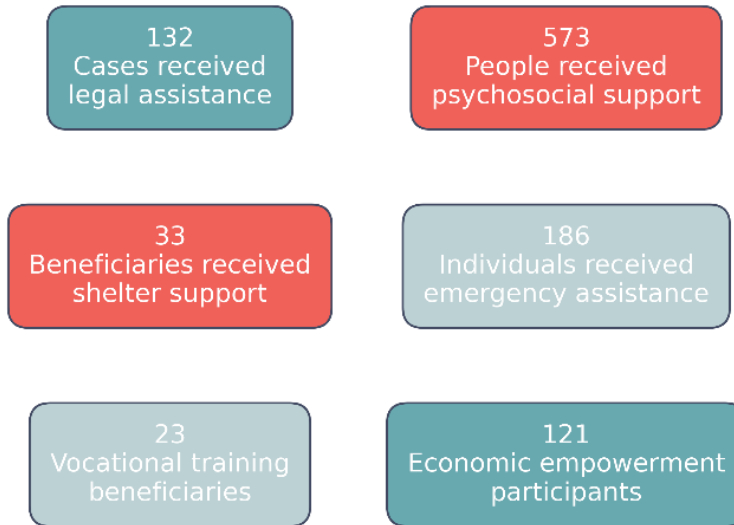 132
Cases received
legal assistance
573
People received
psychosocial support
33
Beneficiaries received
shelter support
186
Individuals received
emergency assistance
23
Vocational training
beneficiaries
121
Economic empowerment
participants